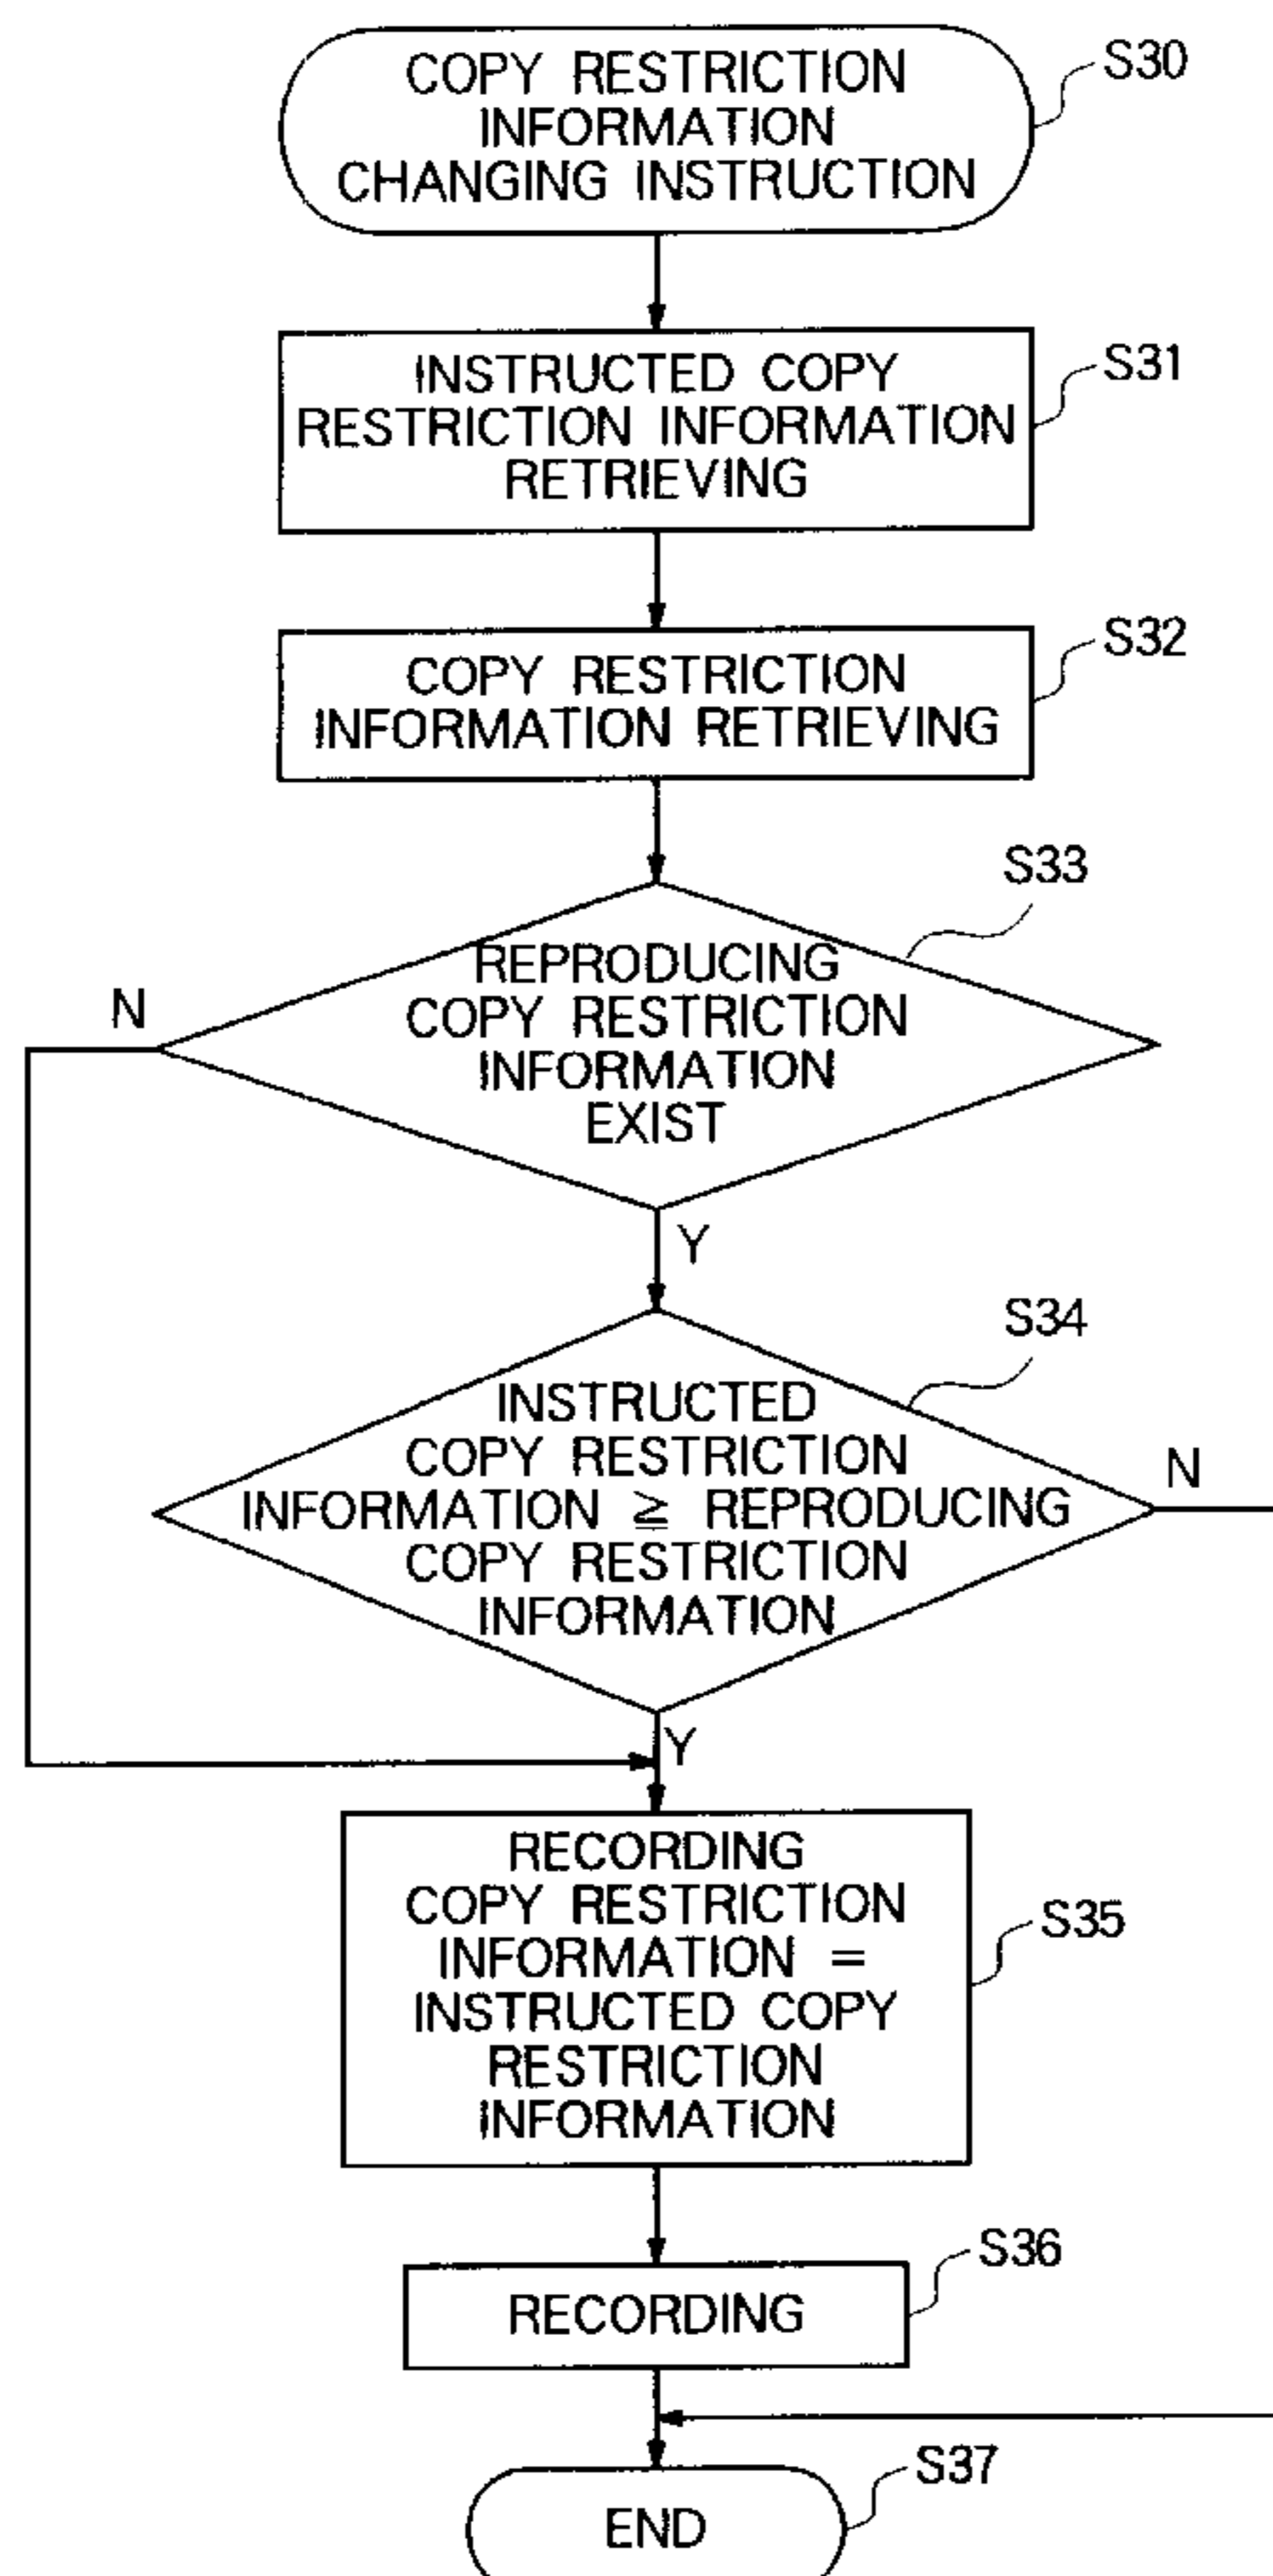 COPY RESTRICTION
INFORMATION
CHANGING INSTRUCTION
S30
INSTRUCTED COPY
RESTRICTION INFORMATION
RETRIEVING
S31
COPY RESTRICTION
INFORMATION RETRIEVING
S32
S33
REPRODUCING
COPY RESTRICTION
INFORMATION
EXIST
N
Y
S34
INSTRUCTED
COPY RESTRICTION
INFORMATION ≧ REPRODUCING
COPY RESTRICTION
INFORMATION
N
Y
RECORDING
COPY RESTRICTION
INFORMATION =
INSTRUCTED COPY
RESTRICTION
INFORMATION
S35
RECORDING
S36
END
S37